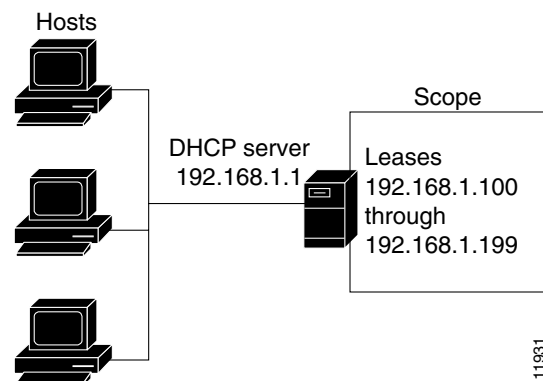 Hosts
DHCP server
192.168.1.1
Scope
Leases
192.168.1.100
through
192.168.1.199
11931